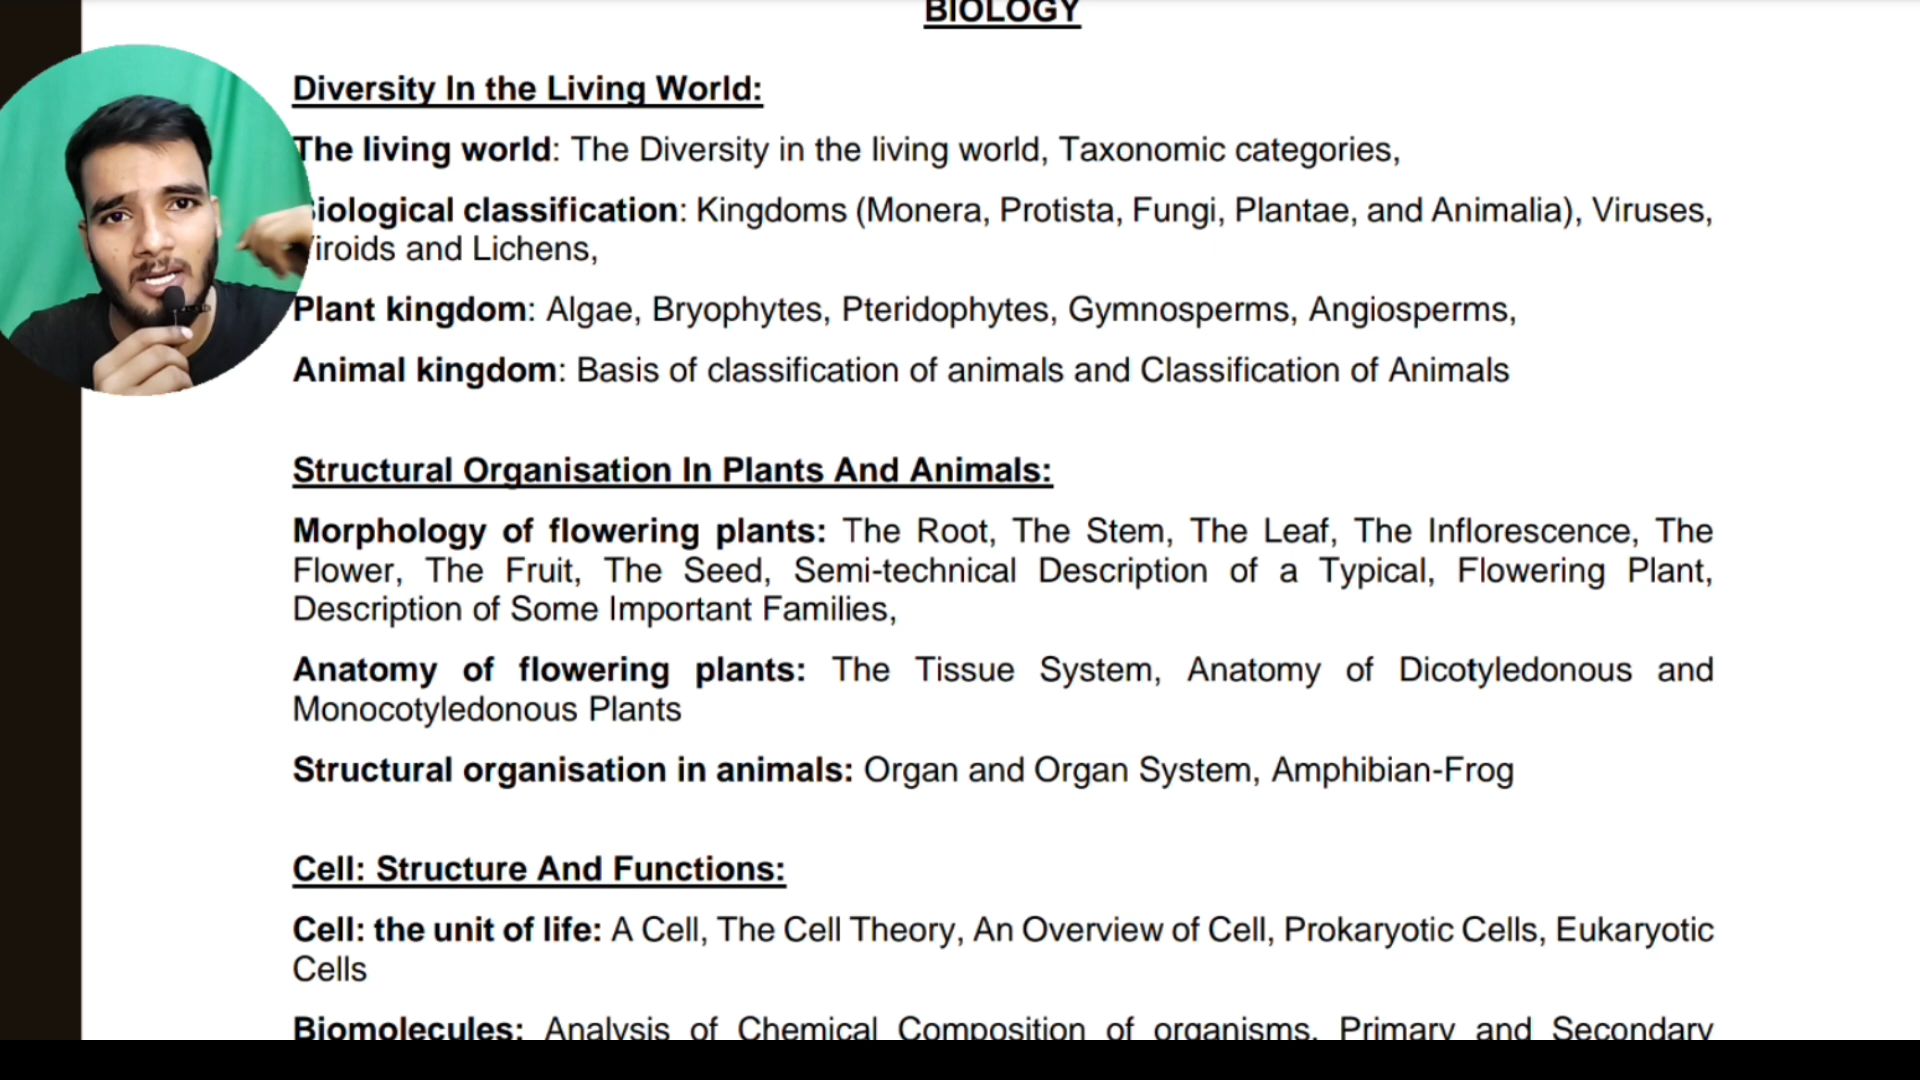 BIOLOGY
Diversity In the Living World:
The living world: The Diversity in the living world, Taxonomic categories,
iological classification: Kingdoms (Monera, Protista, Fungi, Plantae, and Animalia), Viruses,
iroids and Lichens,
Plant kingdom: Algae, Bryophytes, Pteridophytes, Gymnosperms, Angiosperms,
Animal kingdom: Basis of classification of animals and Classification of Animals
Structural Organisation In Plants And Animals:
Morphology of flowering plants: The Root, The Stem, The Leaf, The Inflorescence, The
Flower, The Fruit, The Seed, Semi-technical Description of a Typical, Flowering Plant,
Description of Some Important Families,
Anatomy of flowering plants: The Tissue System, Anatomy of Dicotyledonous and
Monocotyledonous Plants
Structural organisation in animals: Organ and Organ System, Amphibian-Frog
Cell: Structure And Functions:
Cell: the unit of life: A Cell, The Cell Theory, An Overview of Cell, Prokaryotic Cells, Eukaryotic
Cells
Biomolecules: Analysis of Chemical Composition of organisms, Primary and Secondary